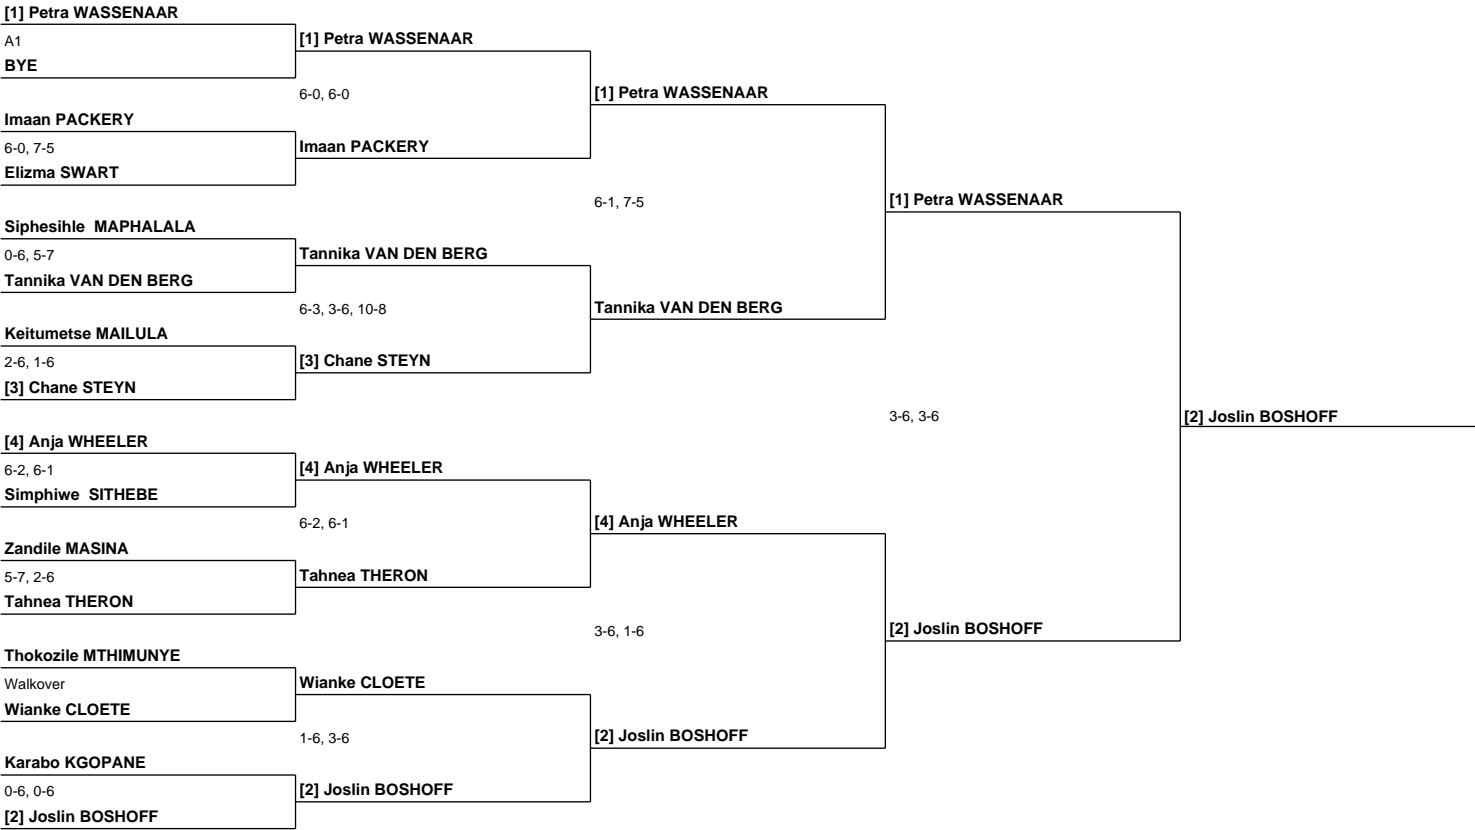 [1] Petra WASSENAAR
A1
BYE
Imaan PACKERY
6-0, 7-5
Elizma SWART
Siphesihle  MAPHALALA
0-6, 5-7
Tannika VAN DEN BERG
Keitumetse MAILULA
2-6, 1-6
[3] Chane STEYN
[4] Anja WHEELER
6-2, 6-1
Simphiwe  SITHEBE
Zandile MASINA
5-7, 2-6
Tahnea THERON
Thokozile MTHIMUNYE
Walkover
Wianke CLOETE
Karabo KGOPANE
0-6, 0-6
[2] Joslin BOSHOFF
[1] Petra WASSENAAR
6-0, 6-0
Imaan PACKERY
Tannika VAN DEN BERG
6-3, 3-6, 10-8
[3] Chane STEYN
[4] Anja WHEELER
6-2, 6-1
Tahnea THERON
Wianke CLOETE
1-6, 3-6
[2] Joslin BOSHOFF
[1] Petra WASSENAAR
6-1, 7-5
Tannika VAN DEN BERG
[4] Anja WHEELER
3-6, 1-6
[2] Joslin BOSHOFF
[1] Petra WASSENAAR
3-6, 3-6
[2] Joslin BOSHOFF
[2] Joslin BOSHOFF